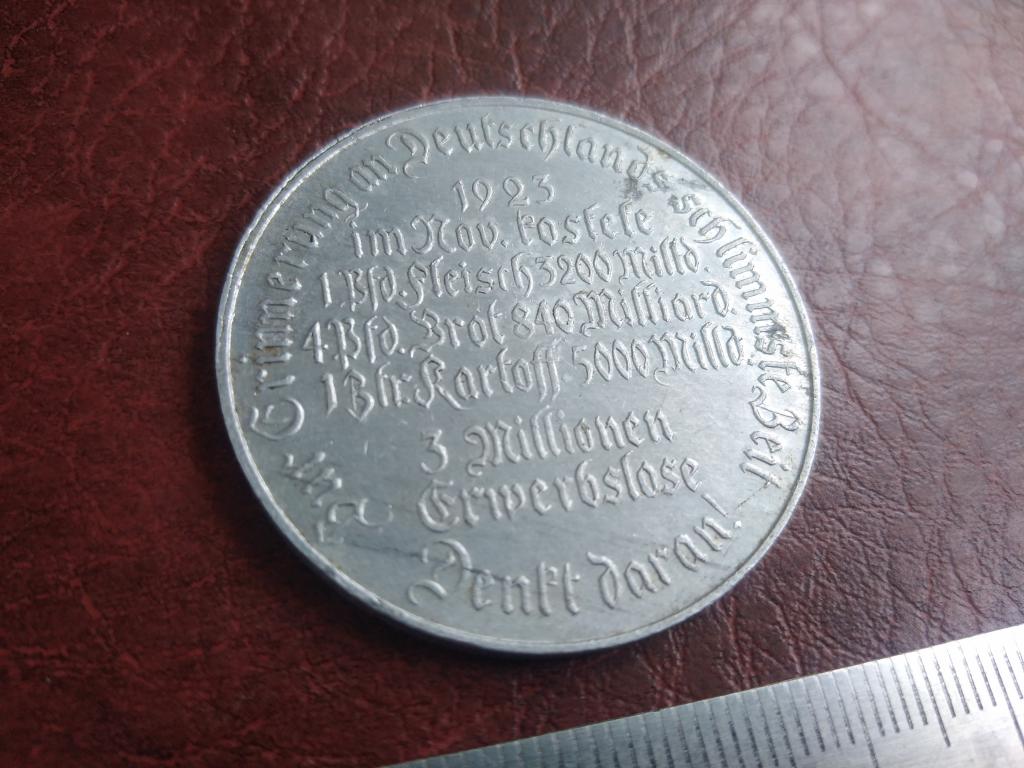 Zur Erinnerung an Deutschlands schlimmste Zeit
1923
im Nov. kostete
1 Pfd. Fleisch 3200 Milld.
4 Pfd. Brot 840 Milliard.
1 Ztr. Kartoff. 5000 Milld.
3 Millionen
Erwerbslose
Denkt daran!